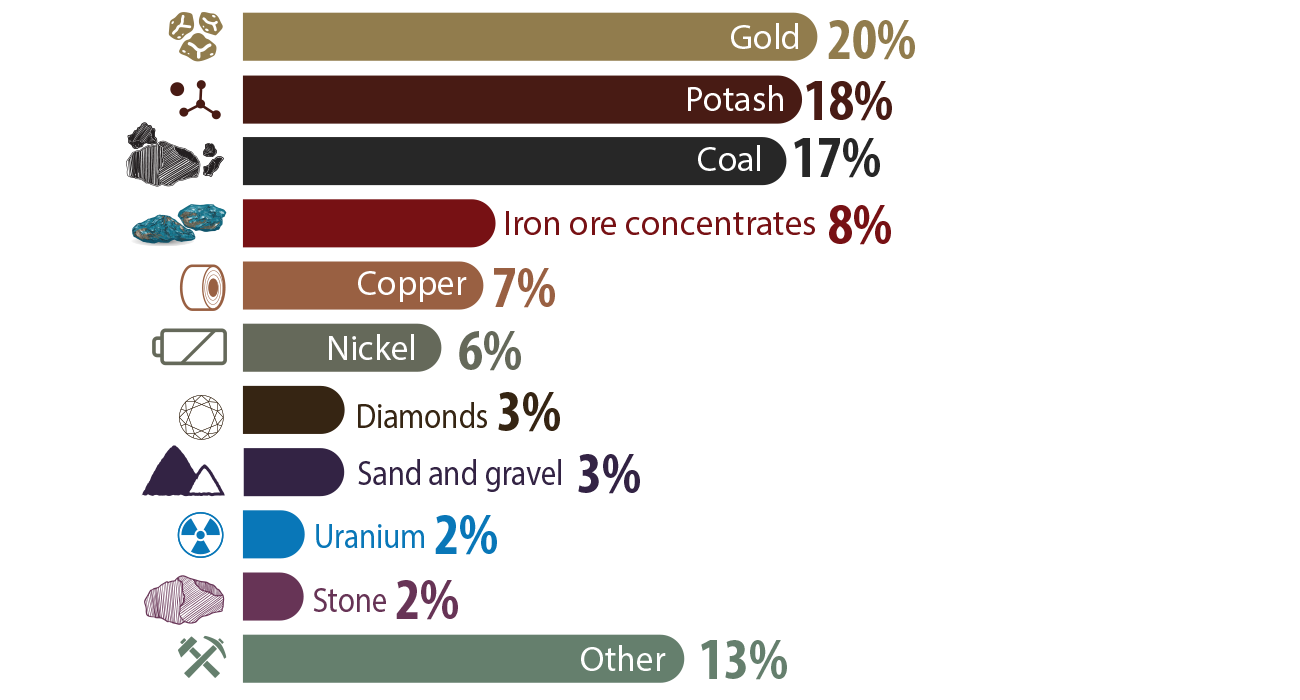 Gold 20%
Potash 18%
Coal 17%
Iron ore concentrates 8%
Copper 7%
Nickel 6%
Diamonds 3%
Sand and gravel 3%
Uranium 2%
Stone 2%
Other 13%